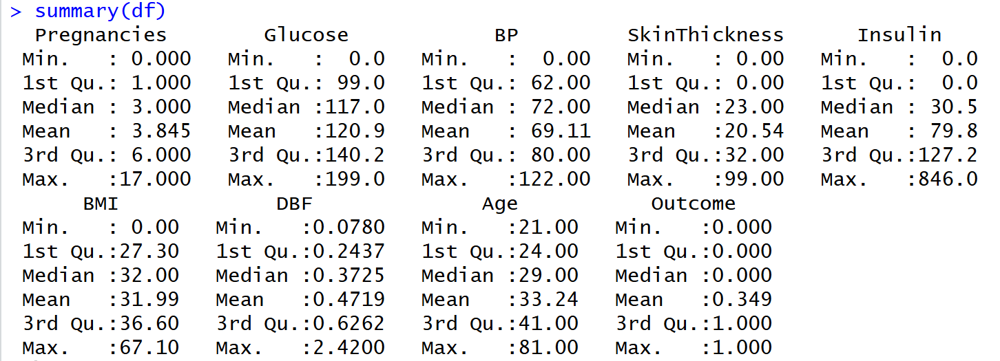 > summary(df)
  Pregnancies        Glucose            BP         SkinThickness      Insulin
 Min.   : 0.000   Min.   :  0.0   Min.   :  0.00   Min.   : 0.00   Min.   :  0.0
 1st Qu.: 1.000   1st Qu.: 99.0   1st Qu.: 62.00   1st Qu.: 0.00   1st Qu.:  0.0
 Median : 3.000   Median :117.0   Median : 72.00   Median :23.00   Median : 30.5
 Mean   : 3.845   Mean   :120.9   Mean   : 69.11   Mean   :20.54   Mean   : 79.8
 3rd Qu.: 6.000   3rd Qu.:140.2   3rd Qu.: 80.00   3rd Qu.:32.00   3rd Qu.:127.2
 Max.   :17.000   Max.   :199.0   Max.   :122.00   Max.   :99.00   Max.   :846.0
      BMI             DBF              Age           Outcome
 Min.   : 0.00   Min.   :0.0780   Min.   :21.00   Min.   :0.000
 1st Qu.:27.30   1st Qu.:0.2437   1st Qu.:24.00   1st Qu.:0.000
 Median :32.00   Median :0.3725   Median :29.00   Median :0.000
 Mean   :31.99   Mean   :0.4719   Mean   :33.24   Mean   :0.349
 3rd Qu.:36.60   3rd Qu.:0.6262   3rd Qu.:41.00   3rd Qu.:1.000
 Max.   :67.10   Max.   :2.4200   Max.   :81.00   Max.   :1.000